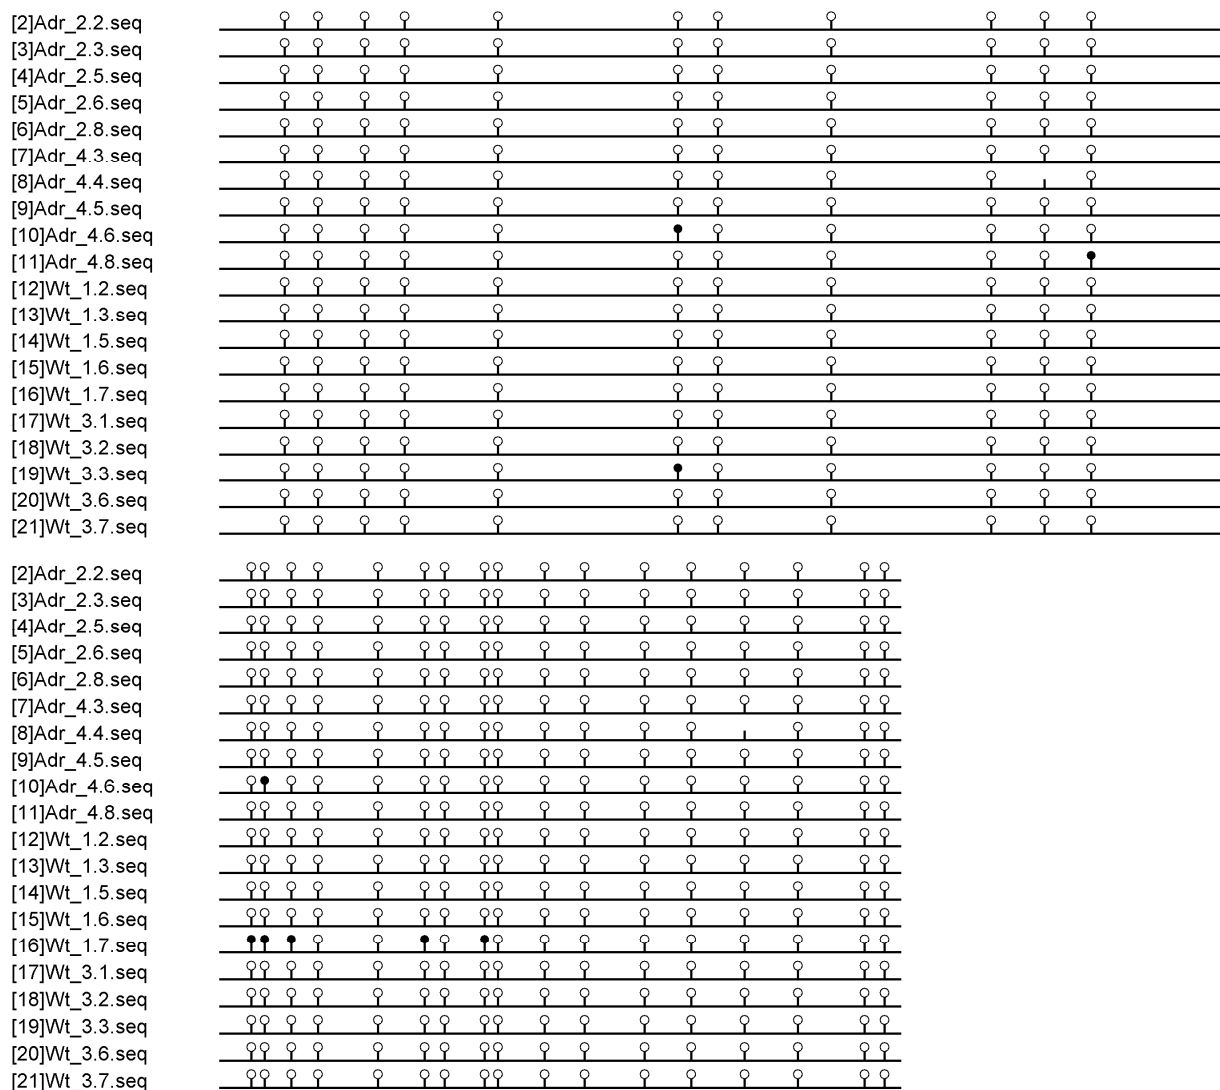 [2]Adr_2.2.seq
[3]Adr_2.3.seq
[4]Adr_2.5.seq
[5]Adr_2.6.seq
[6]Adr_2.8.seq
[7]Adr_4.3.seq
[8]Adr_4.4.seq
[9]Adr_4.5.seq
[10]Adr_4.6.seq
[11]Adr_4.8.seq
[12]Wt_1.2.seq
[13]Wt_1.3.seq
[14]Wt_1.5.seq
[15]Wt_1.6.seq
[16]Wt_1.7.seq
[17]Wt_3.1.seq
[18]Wt_3.2.seq
[19]Wt_3.3.seq
[20]Wt_3.6.seq
[21]Wt_3.7.seq
[2]Adr_2.2.seq
[3]Adr_2.3.seq
[4]Adr_2.5.seq
[5]Adr_2.6.seq
[6]Adr_2.8.seq
[7]Adr_4.3.seq
[8]Adr_4.4.seq
[9]Adr_4.5.seq
[10]Adr_4.6.seq
[11]Adr_4.8.seq
[12]Wt_1.2.seq
[13]Wt_1.3.seq
[14]Wt_1.5.seq
[15]Wt_1.6.seq
[16]Wt_1.7.seq
[17]Wt_3.1.seq
[18]Wt_3.2.seq
[19]Wt_3.3.seq
[20]Wt_3.6.seq
[21]Wt_3.7.seq